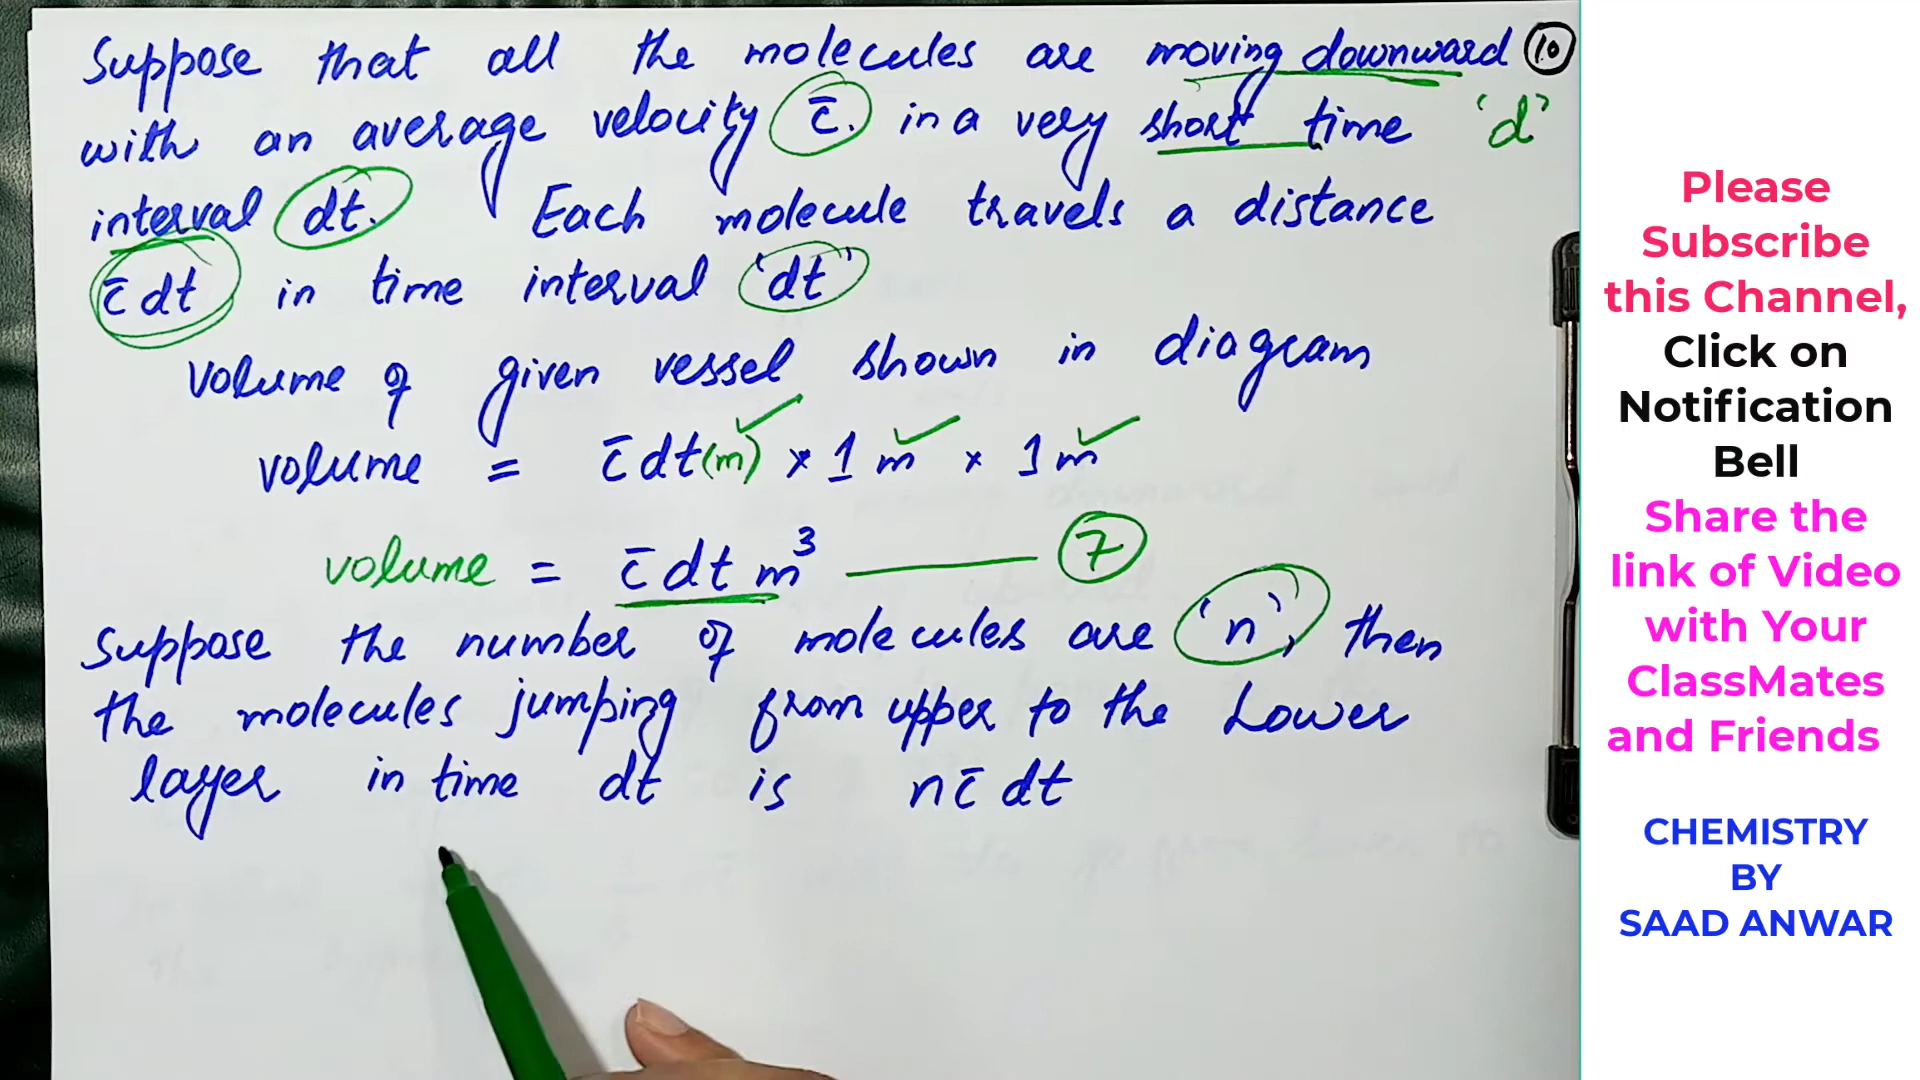 Suppose that all the molecules are moving downward 10
with an average velocity c̄. in a very short time 'd'
interval dt. Each molecule travels a distance
c̄ dt in time interval 'dt'
volume of given vessel shown in diagram
volume = c̄ dt(m) × 1 m × 1 m
volume = c̄ dt m³ ——— 7
Suppose the number of molecules are 'n', then
the molecules jumping from upper to the Lower
layer in time dt is n c̄ dt
Please
Subscribe
this Channel,
Click on
Notification
Bell
Share the
link of Video
with Your
ClassMates
and Friends
CHEMISTRY
BY
SAAD ANWAR